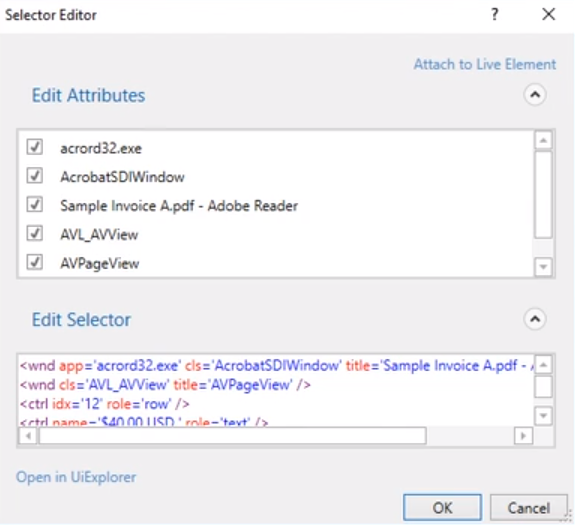 Selector Editor
?
Attach to Live Element
Edit Attributes
acrord32.exe
AcrobatSDIWindow
Sample Invoice A.pdf - Adobe Reader
AVL_AVView
AVPageView
Edit Selector
<wnd app='acrord32.exe' cls='AcrobatSDIWindow' title='Sample Invoice A.pdf -
<wnd cls='AVL_AVView' title='AVPageView' />
<ctrl idx='12' role='row' />
<ctrl name='$40.00 USD ' role='text' />
Open in UiExplorer
OK
Cancel